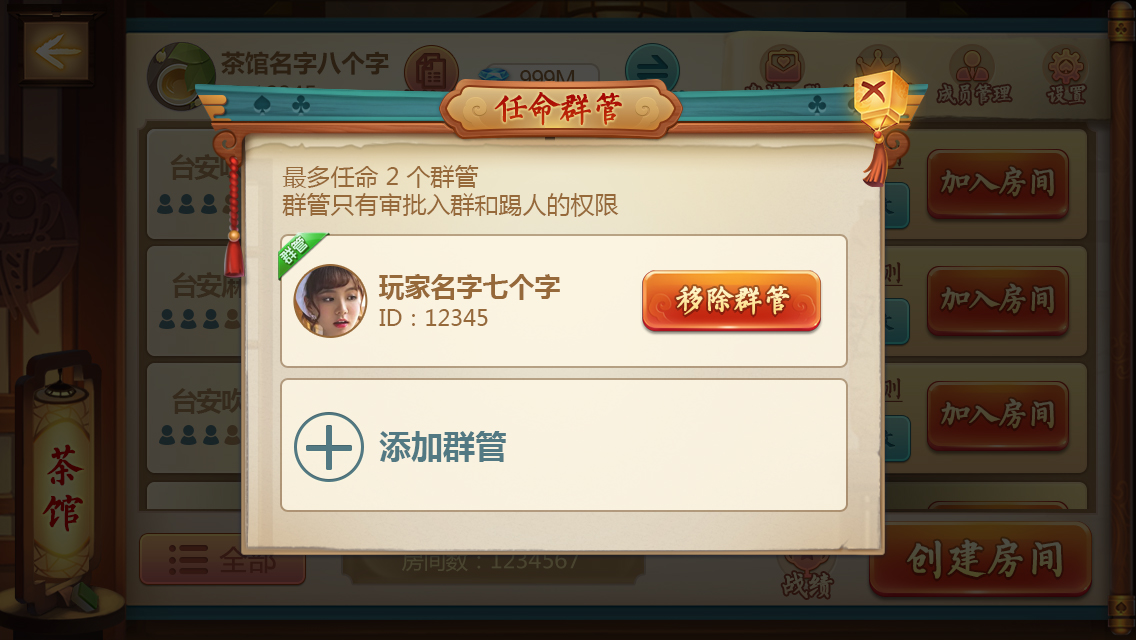 茶馆名字八个字
999M
成员管理
设置
任命群管
最多任命 2 个群管
群管只有审批入群和踢人的权限
群管
玩家名字七个字
ID：12345
移除群管
添加群管
台安
加入房间
台安
则
加入房间
台安吹
则
加入房间
茶馆
全部
房间数：1234567
战绩
创建房间